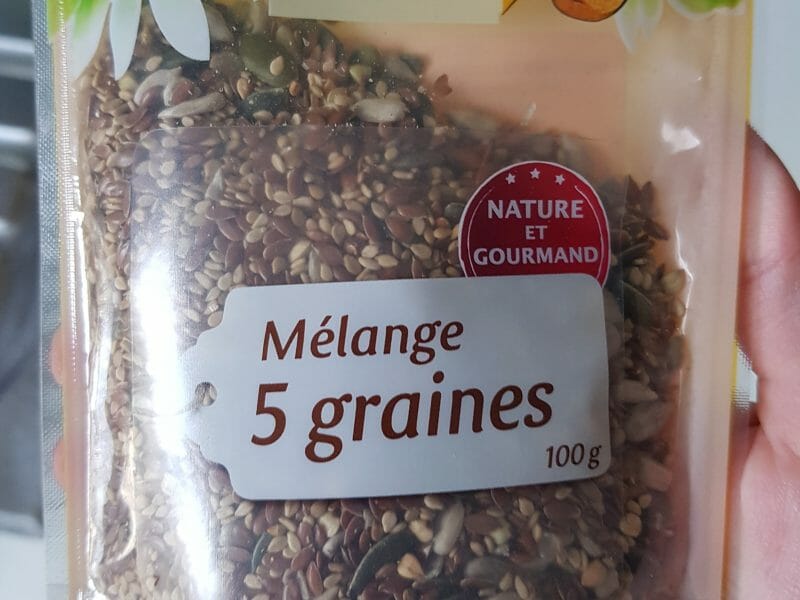 NATURE
ET
GOURMAND
Mélange
5 graines
100 g